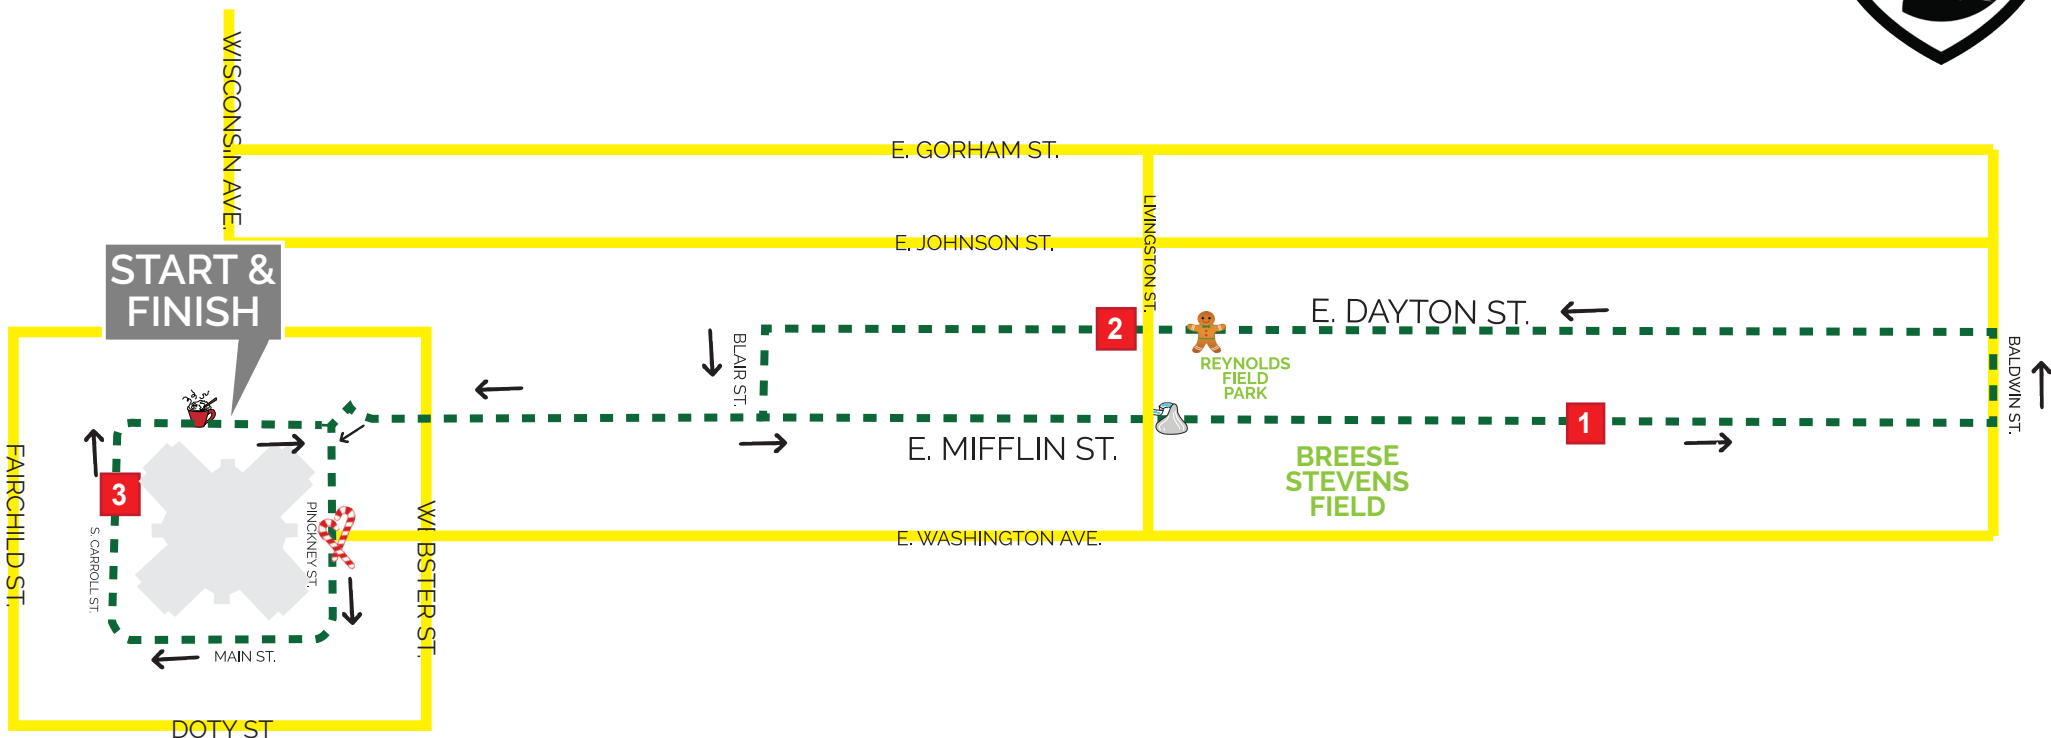 WISCONSIN AVE.
E. GORHAM ST.
LIVINGSTON ST.
E. JOHNSON ST.
START &
FINISH
2
E. DAYTON ST.
BLAIR ST.
REYNOLDS
FIELD
PARK
BALDWIN ST.
1
E. MIFFLIN ST.
BREESE
STEVENS
FIELD
FAIRCHILD ST.
3
S. CARROLL ST.
PINCKNEY ST.
WEBSTER ST.
E. WASHINGTON AVE.
MAIN ST.
DOTY ST